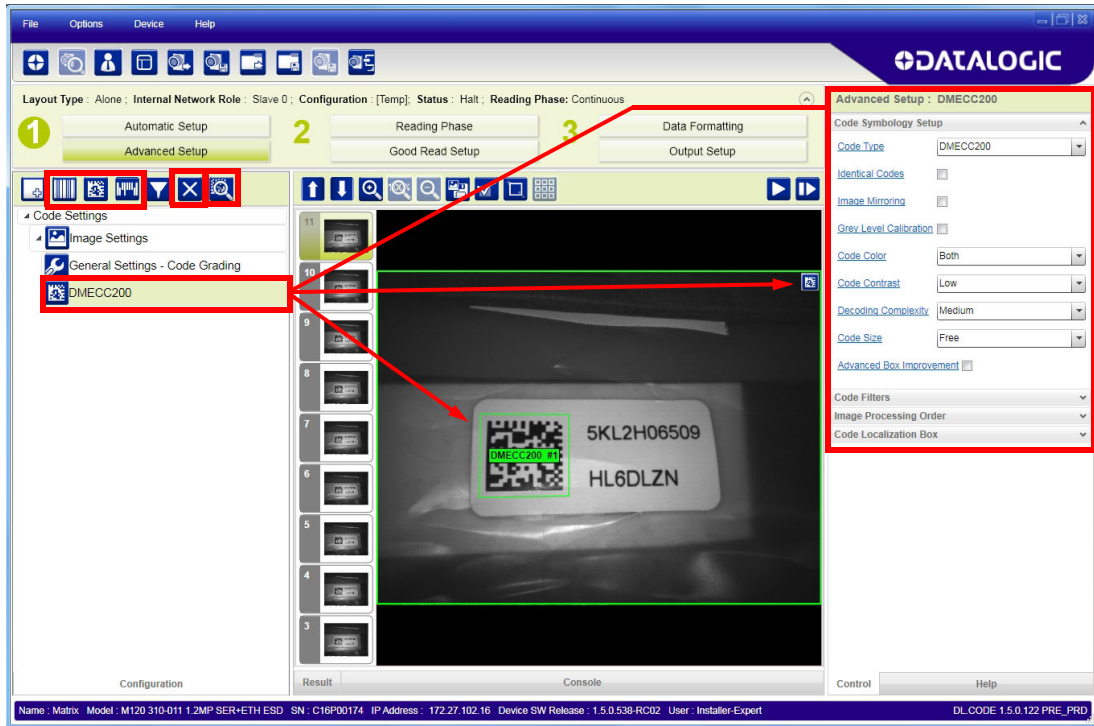 File Options Device Help
DATALOGIC
Layout Type : Alone ; Internal Network Role : Slave 0 ; Configuration : [Temp]; Status : Halt ; Reading Phase: Continuous
1 Automatic Setup
Advanced Setup
2 Reading Phase
Good Read Setup
3 Data Formatting
Output Setup
Code Settings
Image Settings
General Settings - Code Grading
DMECC200
Configuration
11
10
9
8
7
6
5
4
3
5KL2H06509
DMECC200 #1
HL6DLZN
Result Console
Advanced Setup : DMECC200
Code Symbology Setup
Code Type DMECC200
Identical Codes
Image Mirroring
Grey Level Calibration
Code Color Both
Code Contrast Low
Decoding Complexity Medium
Code Size Free
Advanced Box Improvement
Code Filters
Image Processing Order
Code Localization Box
Control Help
Name : Matrix Model : M120 310-011 1.2MP SER+ETH ESD SN : C16P00174 IP Address : 172.27.102.16 Device SW Release : 1.5.0.538-RC02 User : Installer-Expert DL.CODE 1.5.0.122 PRE_PRD